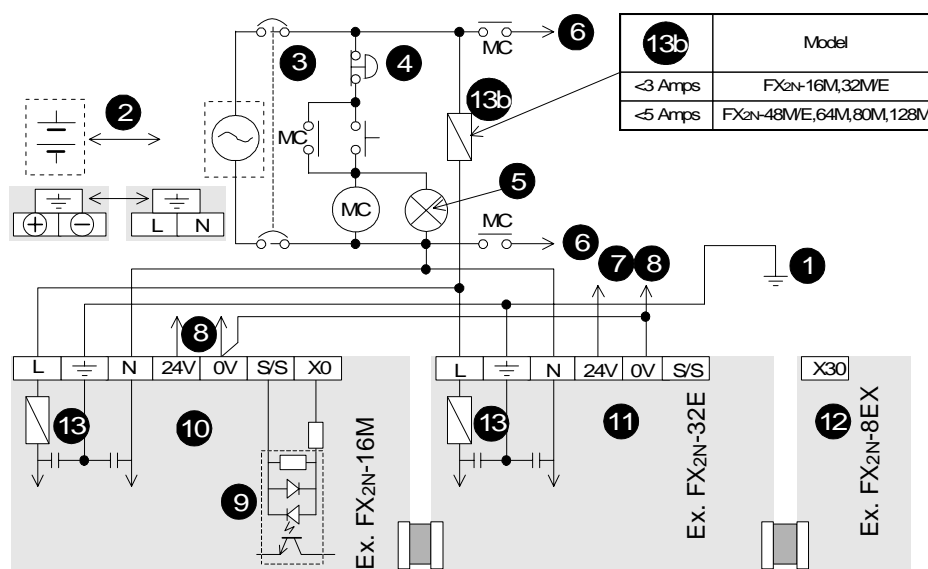 13b Model
<3 Amps FX2N-16M,32M/E
<5 Amps FX2N-48M/E,64M,80M,128M
MC 6
3 4
2
13b
MC
MC
5
L N
MC
6
7 8
1
8
L N 24V 0V S/S X0
L N 24V 0V S/S
X30
13 10
13 11
12
9
Ex. FX2N-16M
Ex. FX2N-32E
Ex. FX2N-8EX